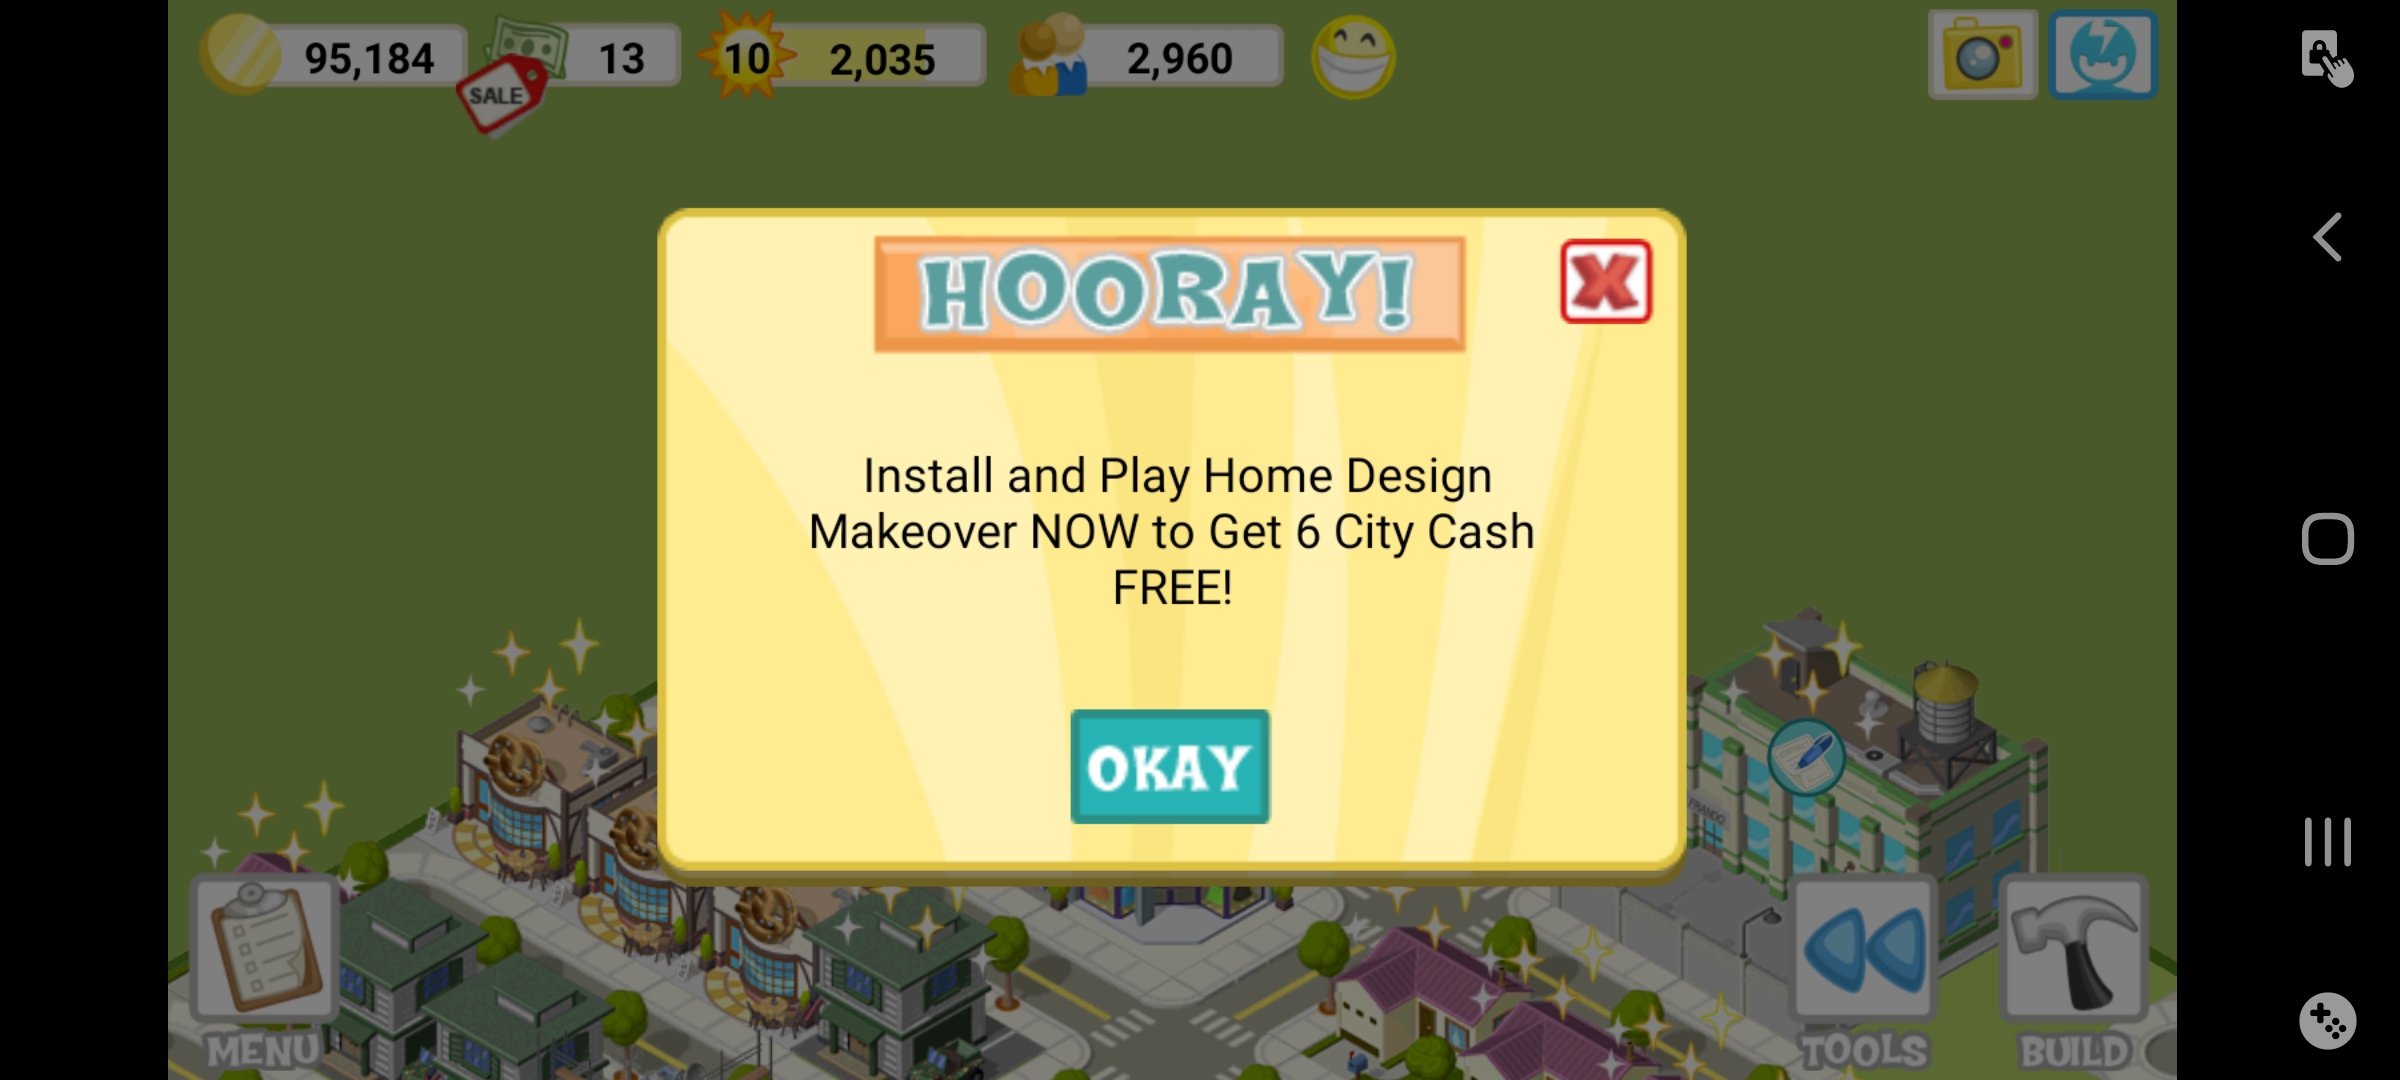 95,184
13
10
2,035
2,960
SALE
HOORAY!
Install and Play Home Design
Makeover NOW to Get 6 City Cash
FREE!
OKAY
MENU
TOOLS
BUILD